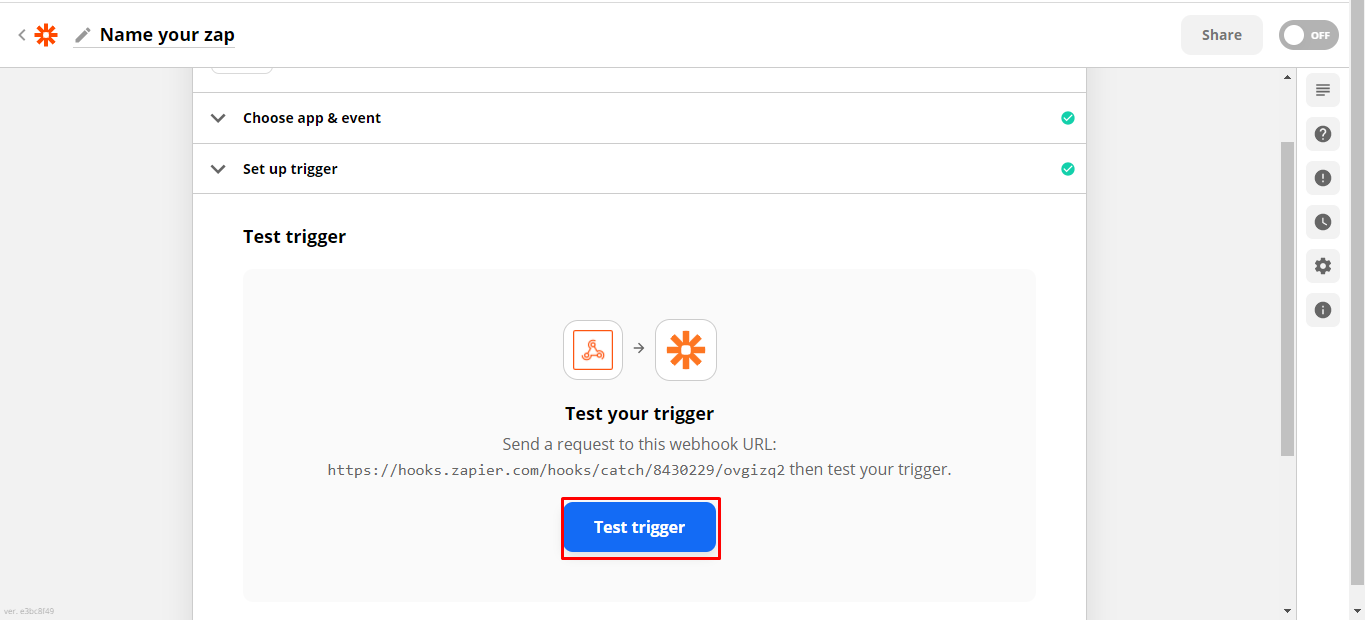 Name your zap
Share
OFF
Choose app & event
Set up trigger
Test trigger
Test your trigger
Send a request to this webhook URL:
https://hooks.zapier.com/hooks/catch/8430229/ovgizq2 then test your trigger.
Test trigger
ver. e3bc8f49